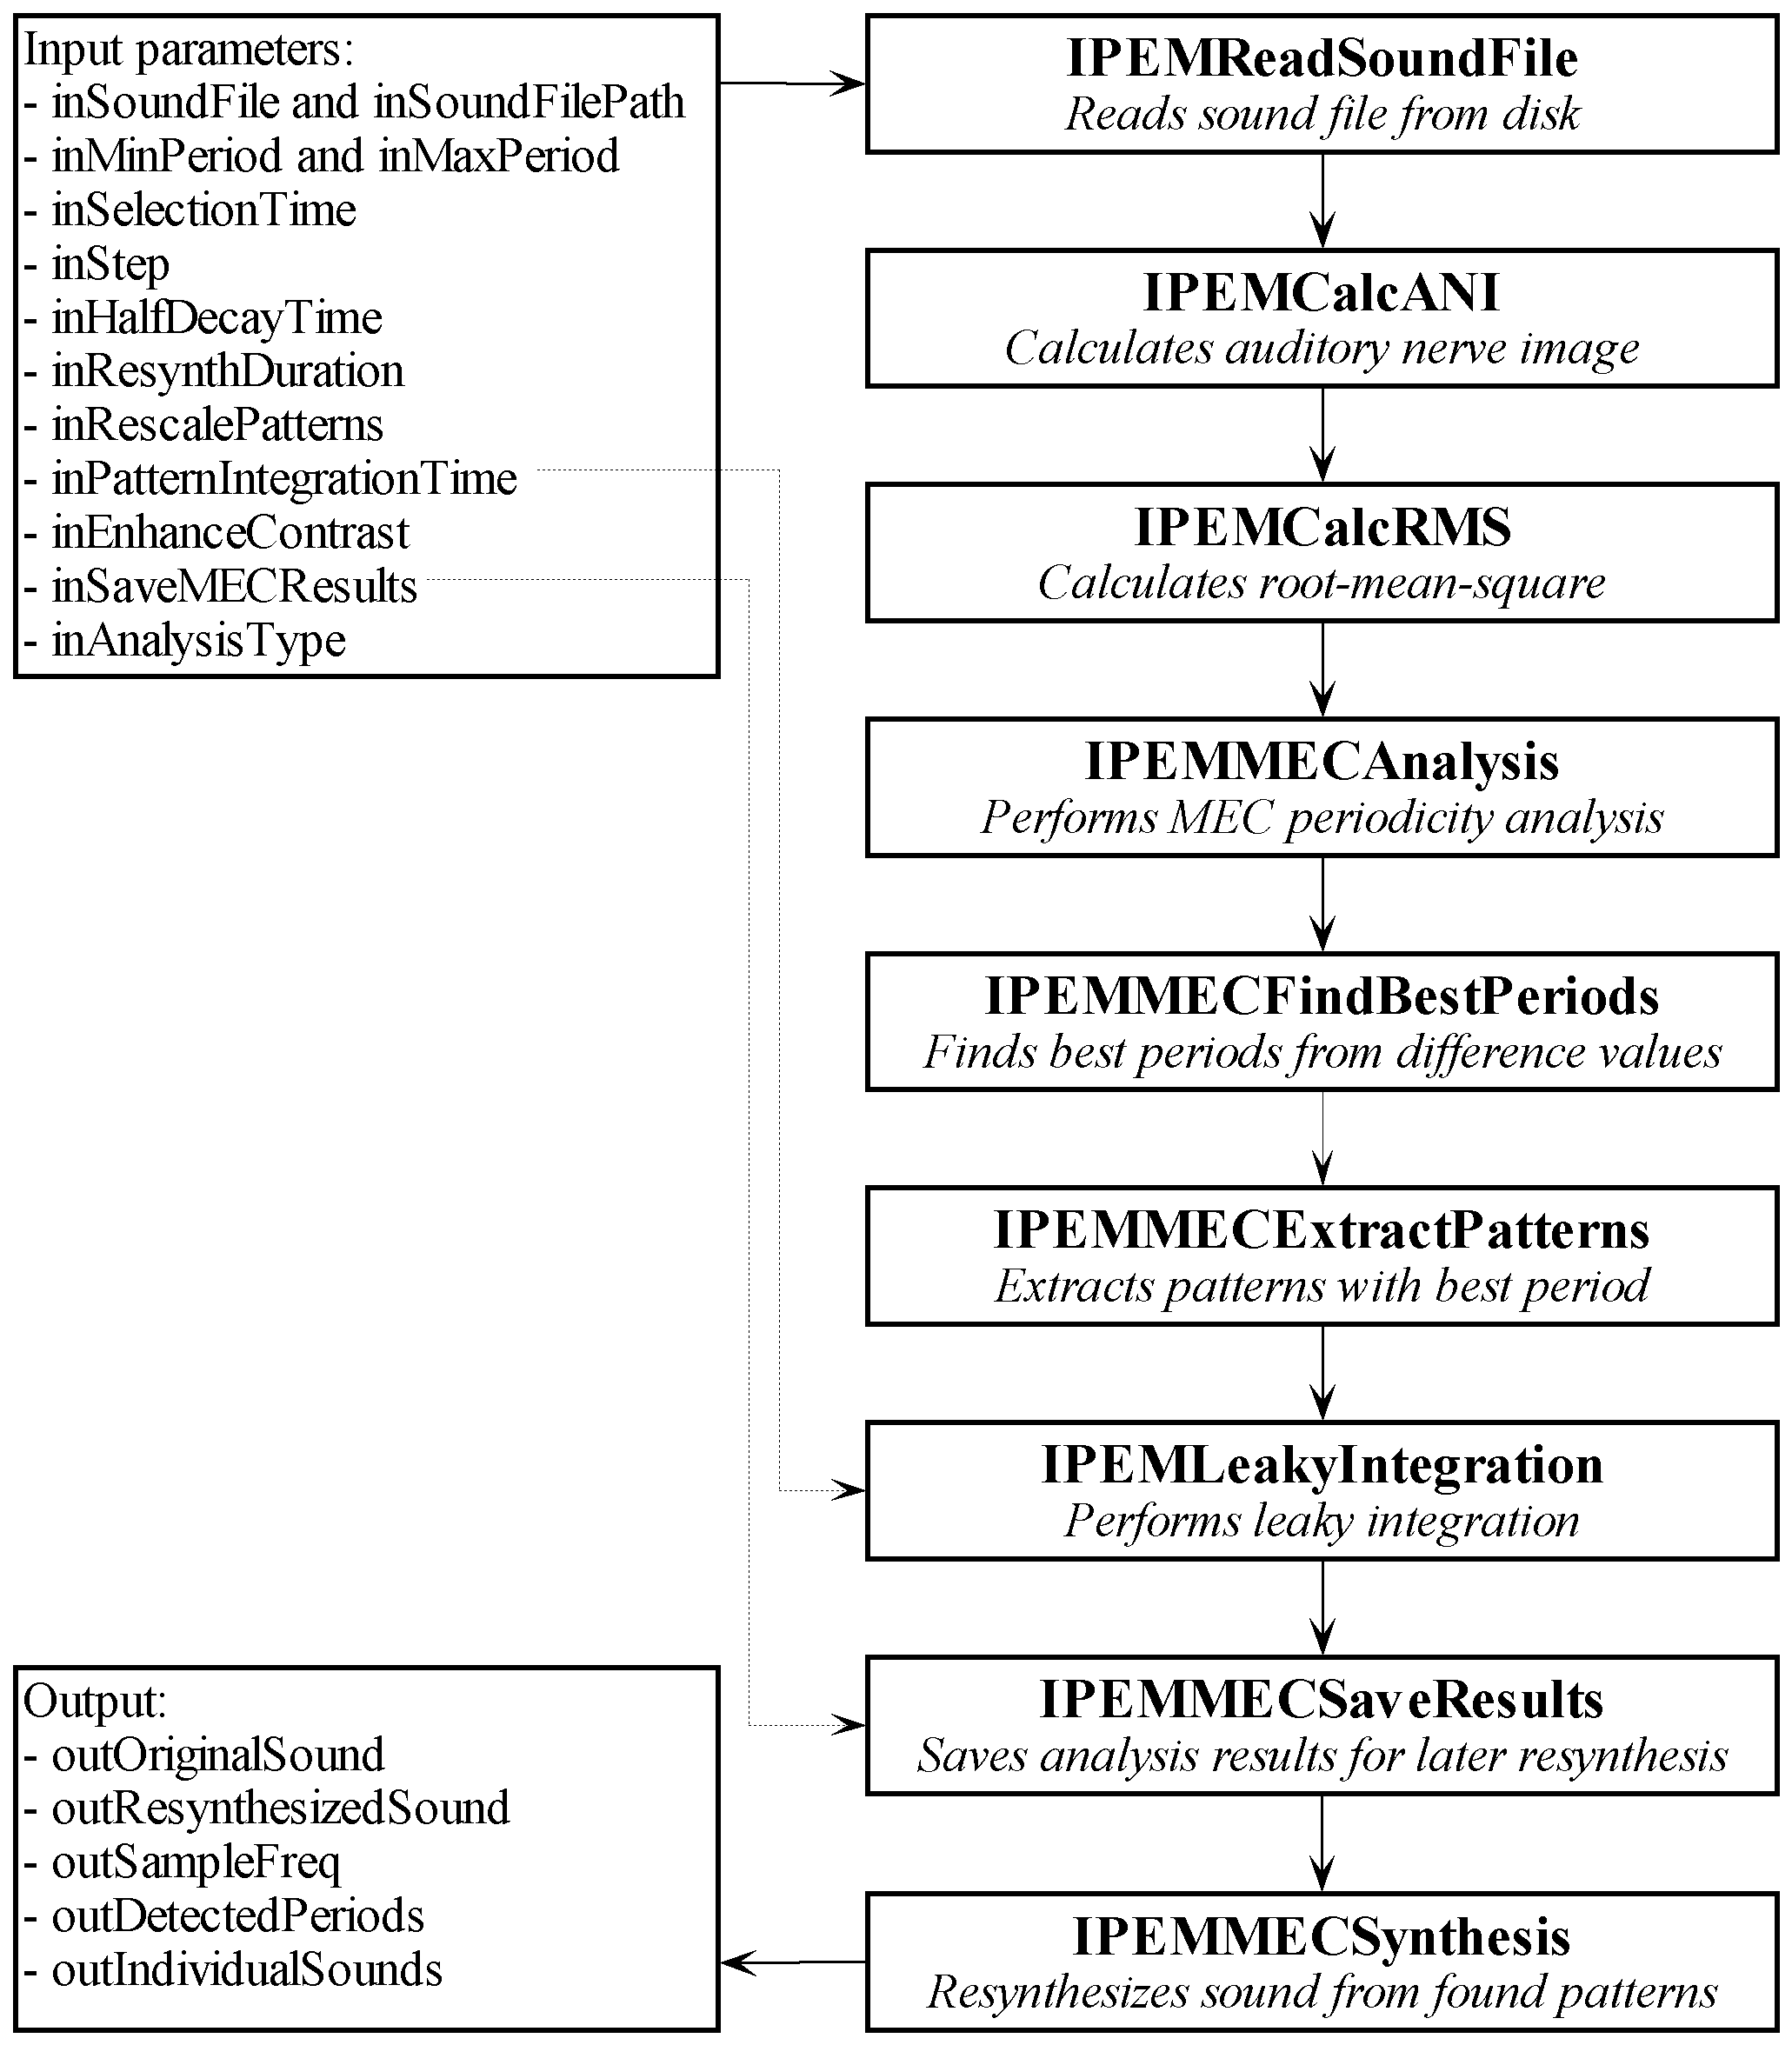 Input parameters:
- inSoundFile and inSoundFilePath
- inMinPeriod and inMaxPeriod
- inSelectionTime
- inStep
- inHalfDecayTime
- inResynthDuration
- inRescalePatterns
- inPatternIntegrationTime
- inEnhanceContrast
- inSaveMECResults
- inAnalysisType
IPEMReadSoundFile
Reads sound file from disk
IPEMCalcANI
Calculates auditory nerve image
IPEMCalcRMS
Calculates root-mean-square
IPEMMECAnalysis
Performs MEC periodicity analysis
IPEMMECFindBestPeriods
Finds best periods from difference values
IPEMMECExtractPatterns
Extracts patterns with best period
IPEMLeakyIntegration
Performs leaky integration
IPEMMECSaveResults
Saves analysis results for later resynthesis
IPEMMECSynthesis
Resynthesizes sound from found patterns
Output:
- outOriginalSound
- outResynthesizedSound
- outSampleFreq
- outDetectedPeriods
- outIndividualSounds